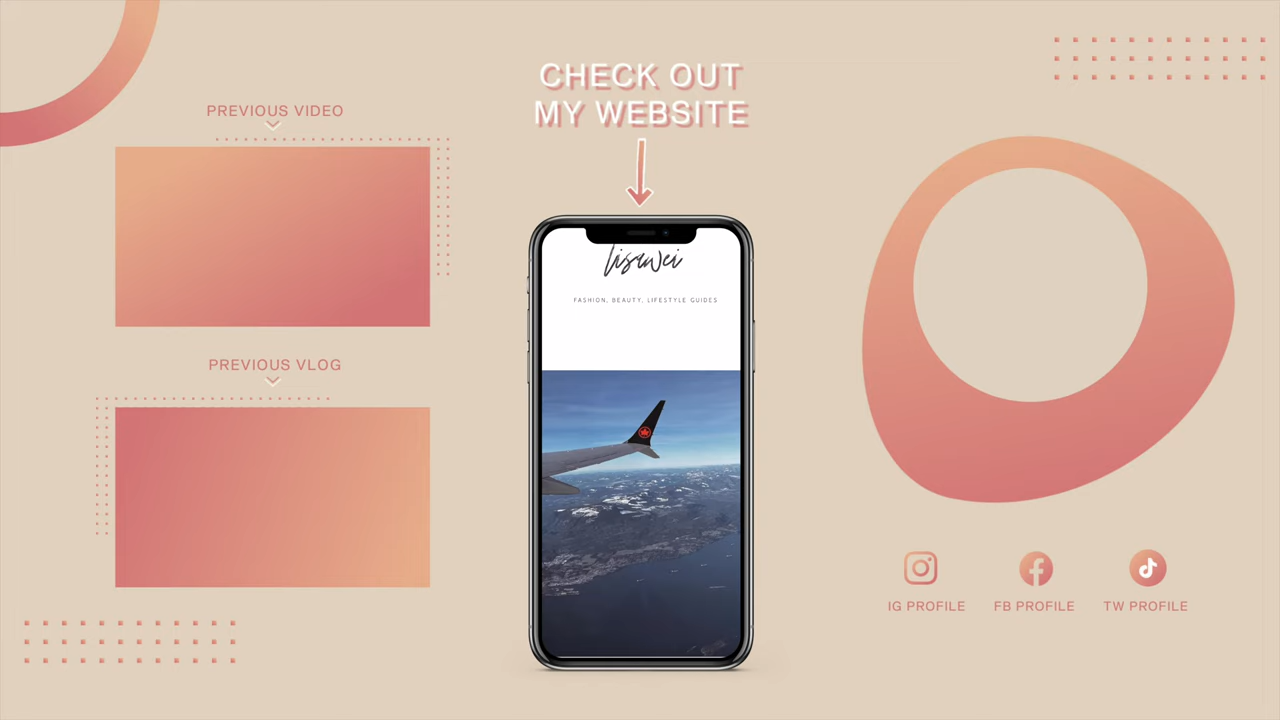 CHECK OUT
MY WEBSITE
PREVIOUS VIDEO
PREVIOUS VLOG
lisawei
FASHION, BEAUTY, LIFESTYLE GUIDES
IG PROFILE
FB PROFILE
TW PROFILE